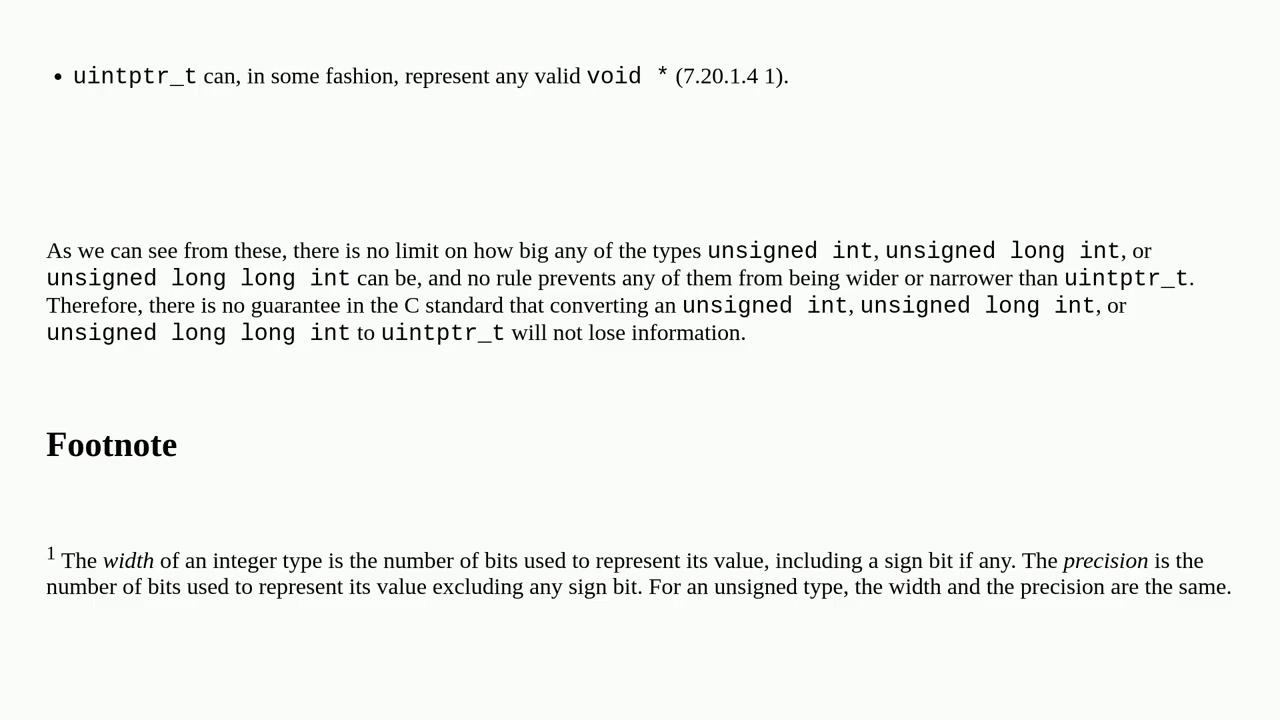 • uintptr_t can, in some fashion, represent any valid void * (7.20.1.4 1).
As we can see from these, there is no limit on how big any of the types unsigned int, unsigned long int, or
unsigned long long int can be, and no rule prevents any of them from being wider or narrower than uintptr_t.
Therefore, there is no guarantee in the C standard that converting an unsigned int, unsigned long int, or
unsigned long long int to uintptr_t will not lose information.
Footnote
1 The width of an integer type is the number of bits used to represent its value, including a sign bit if any. The precision is the
number of bits used to represent its value excluding any sign bit. For an unsigned type, the width and the precision are the same.